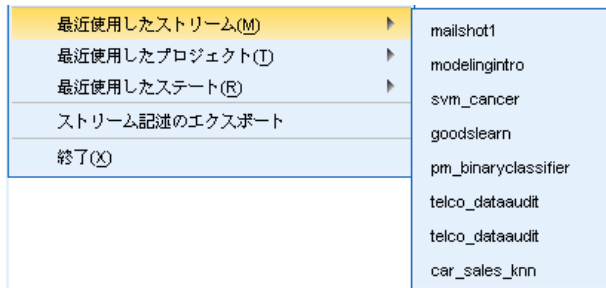 最近使用したストリーム(M)
最近使用したプロジェクト(T)
最近使用したステート(R)
ストリーム記述のエクスポート
終了(X)
mailshot1
modelingintro
svm_cancer
goodslearn
pm_binaryclassifier
telco_dataaudit
telco_dataaudit
car_sales_knn